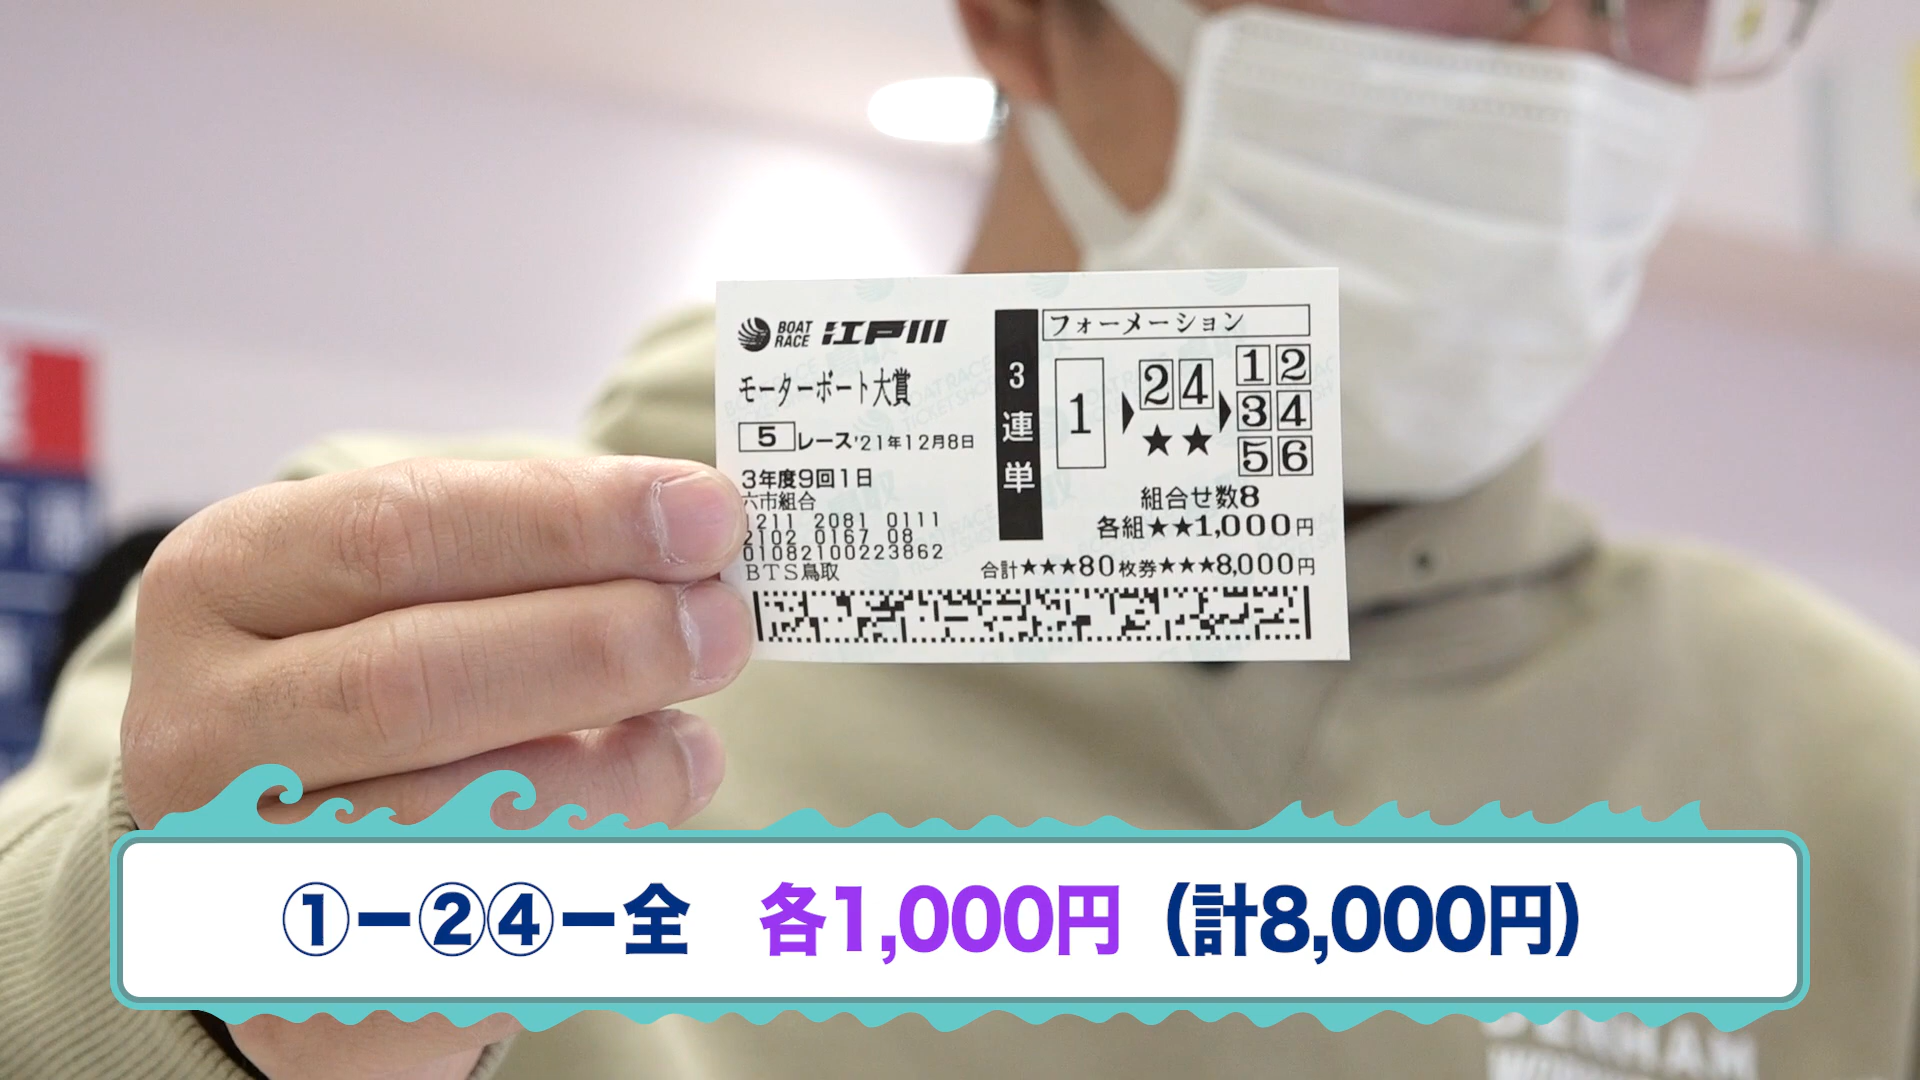 BOAT RACE 江戸川
モーターボート大賞
5レース'21年12月8日
3年度9回1日
六市組合
1211 2081 0111
2102 0167 08
01082100223862
BTS鳥取
3連単
フォーメーション
1 ▶ 24 ▶ 12
★★ 34
56
組合せ数8
各組★★1,000円
合計★★★80枚券★★★8,000円
①ー②④ー全 各1,000円（計8,000円）